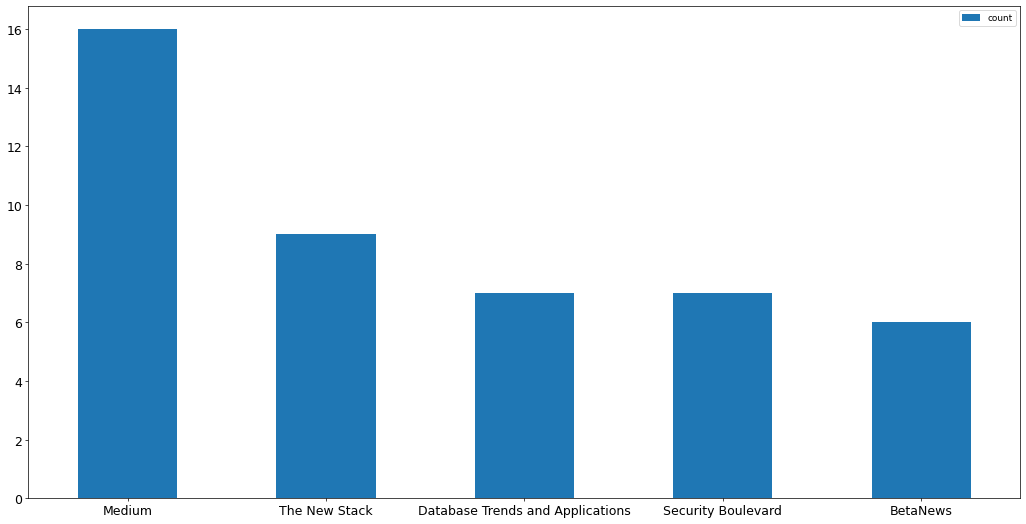 count
16
14
12
10
8
6
4
2
0
Medium
The New Stack
Database Trends and Applications
Security Boulevard
BetaNews